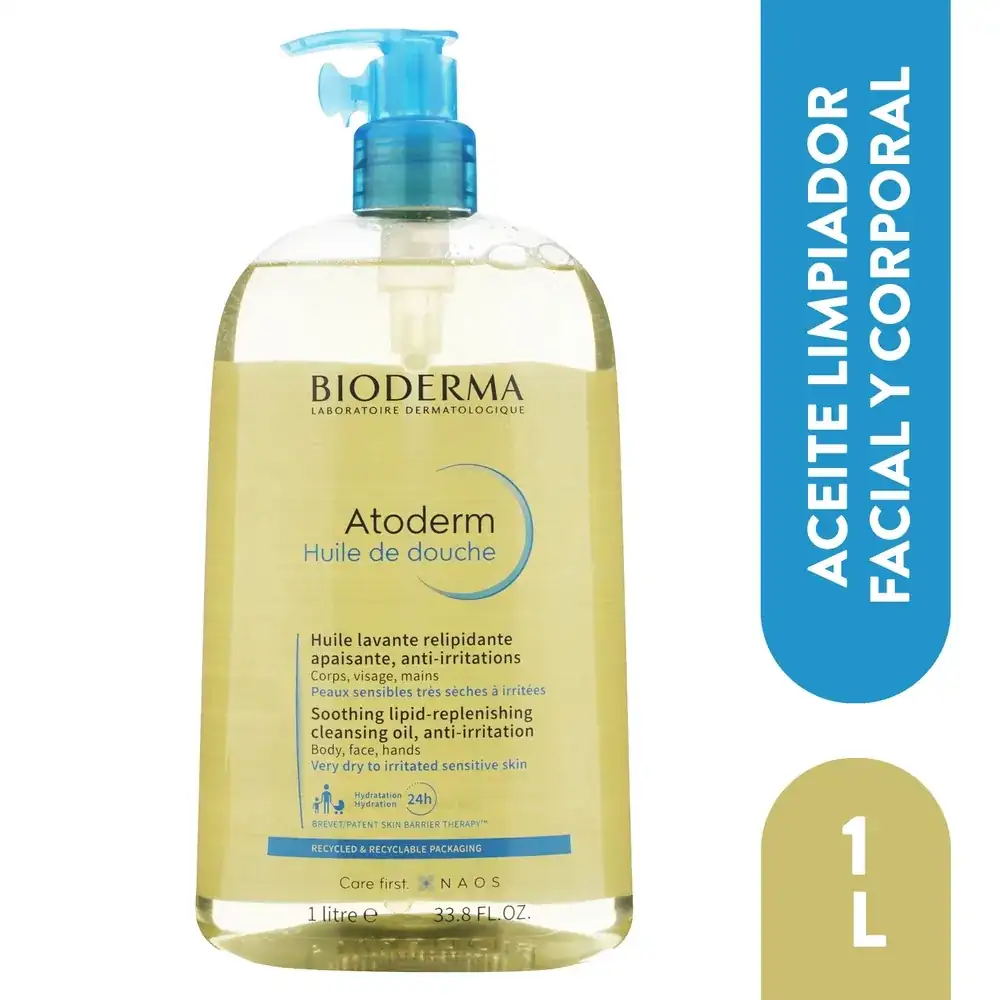 BIODERMA
LABORATOIRE DERMATOLOGIQUE
Atoderm
Huile de douche
Huile lavante relipidante
apaisante, anti-irritations
Corps, visage, mains
Peaux sensibles très sèches à irritées
Soothing lipid-replenishing
cleansing oil, anti-irritation
Body, face, hands
Very dry to irritated sensitive skin
Hydratation
Hydration
24h
BREVET/PATENT SKIN BARRIER THERAPY™
RECYCLED & RECYCLABLE PACKAGING
Care first. NAOS
1 litre ℮ 33.8 FL.OZ.
ACEITE LIMPIADOR
FACIAL Y CORPORAL
1
L